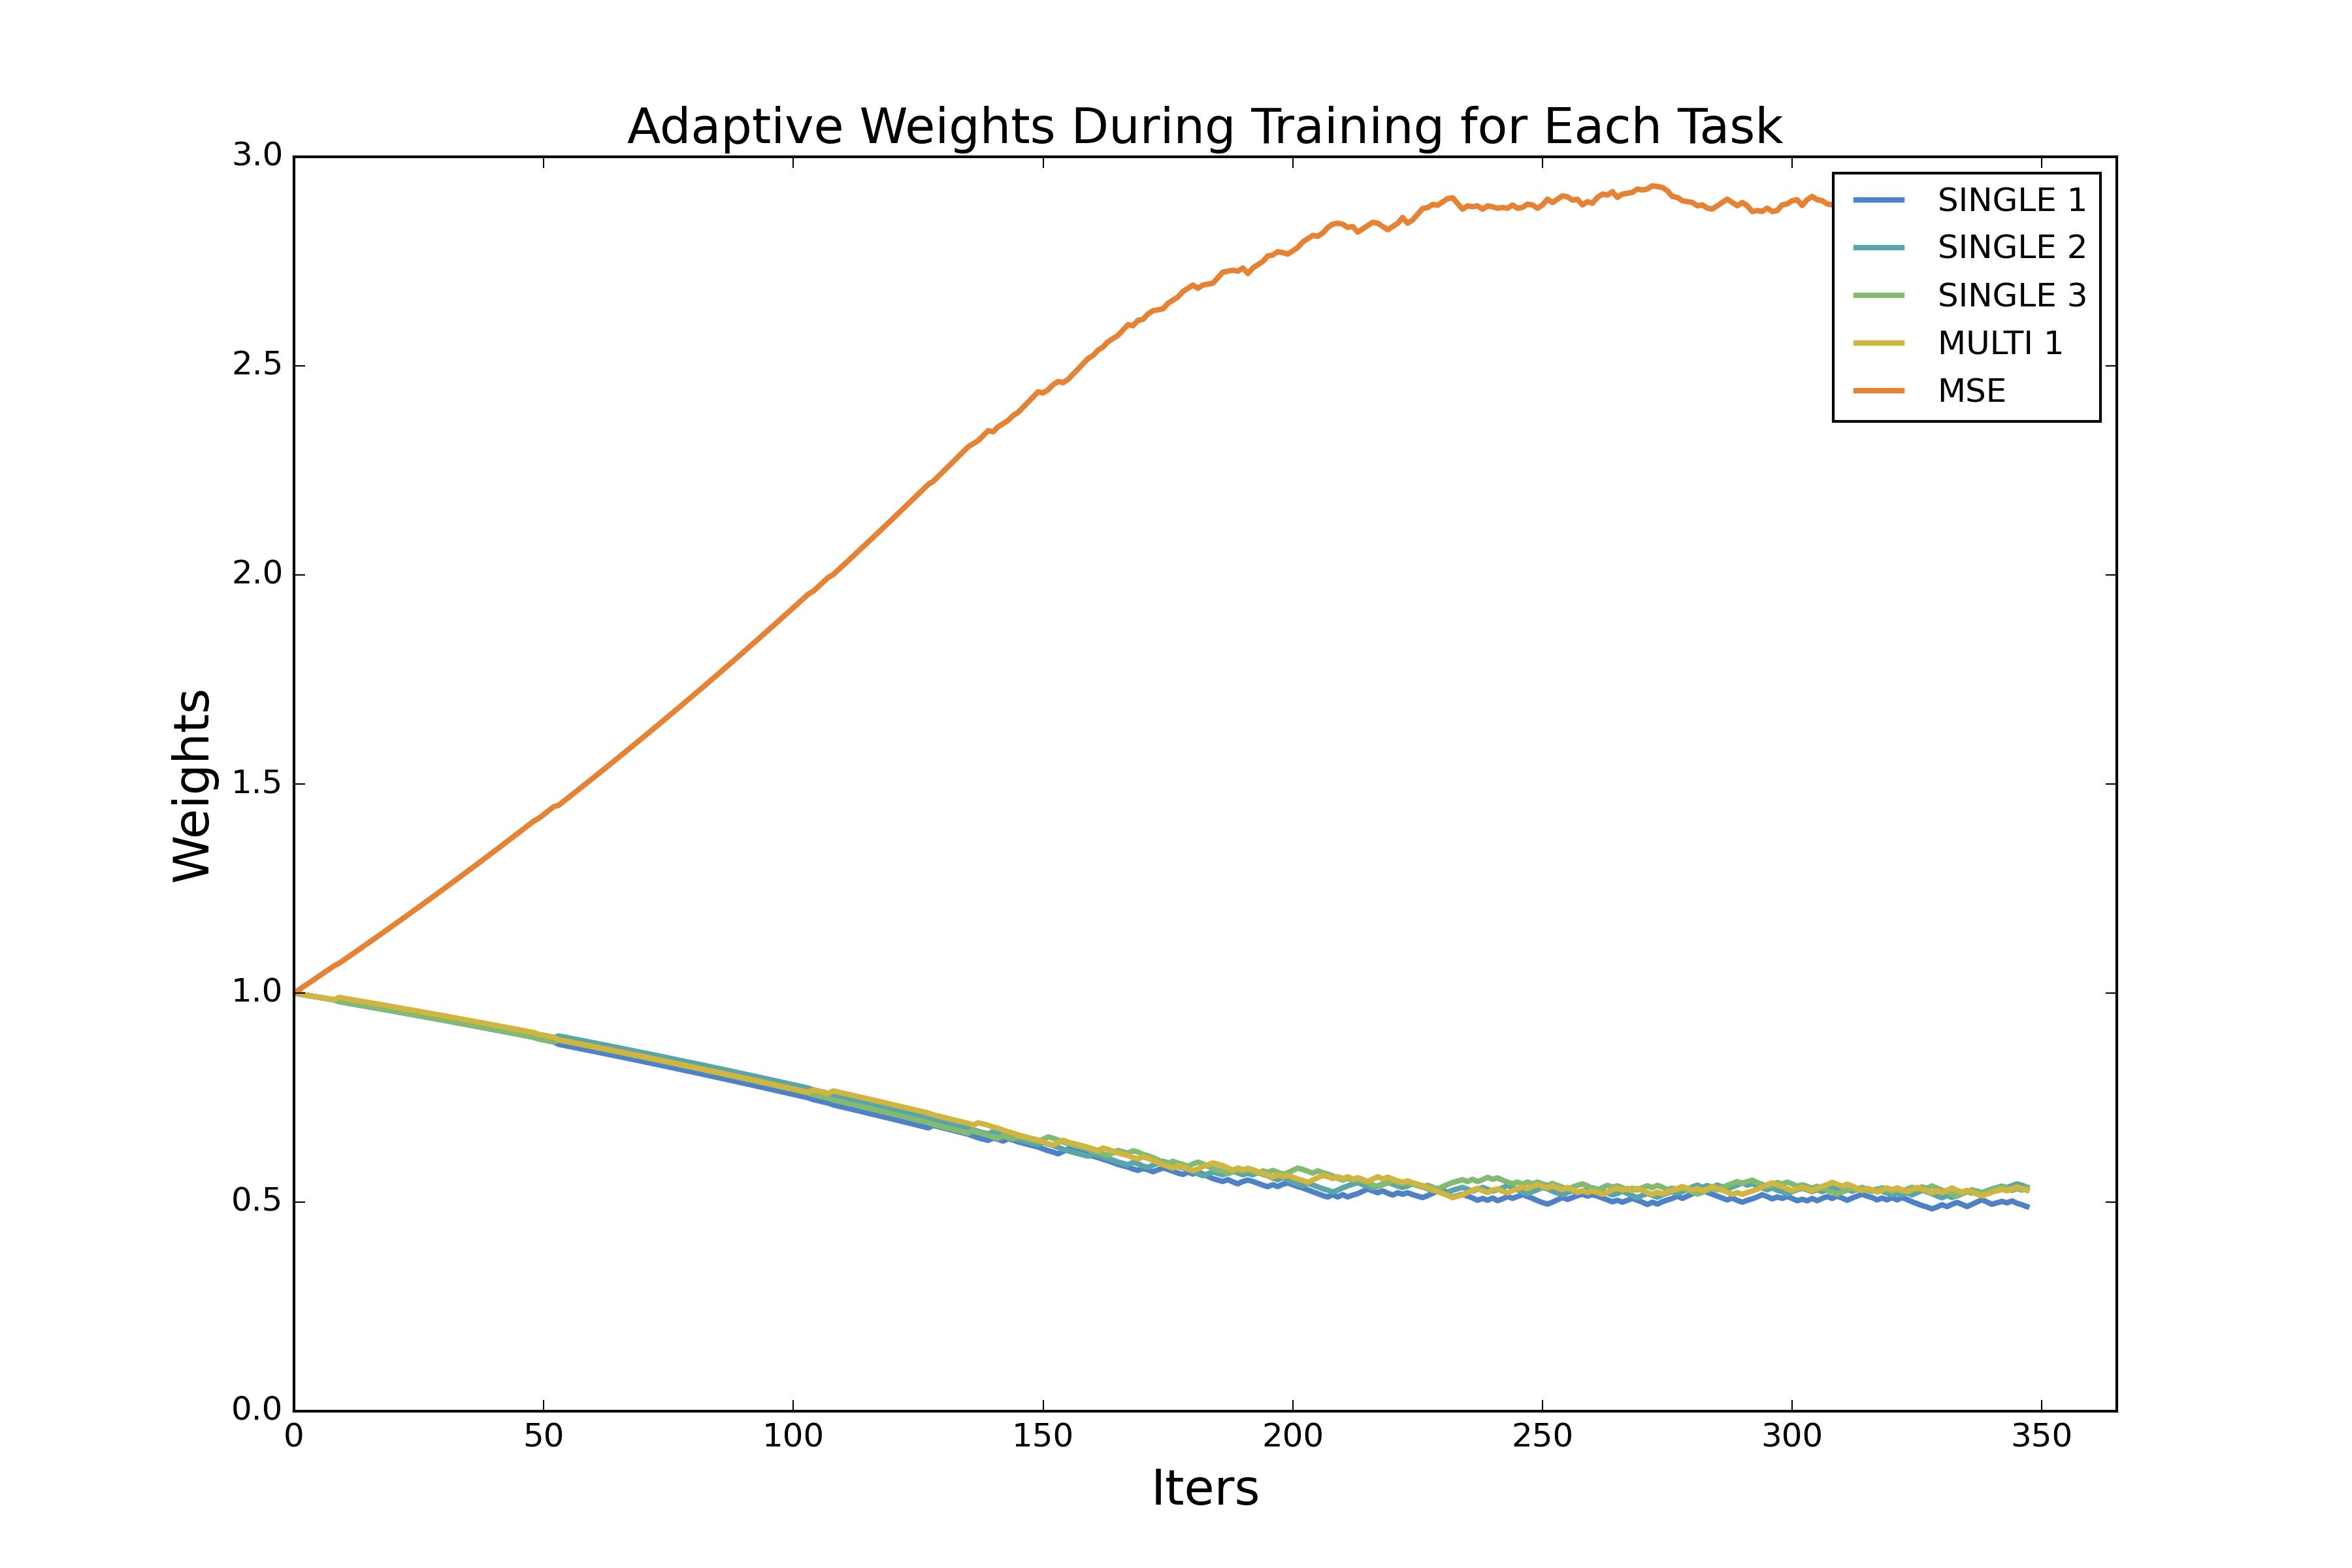 Adaptive Weights During Training for Each Task
3.0
2.5
2.0
1.5
1.0
0.5
0.0
Weights
SINGLE 1
SINGLE 2
SINGLE 3
MULTI 1
MSE
0 50 100 150 200 250 300 350
Iters